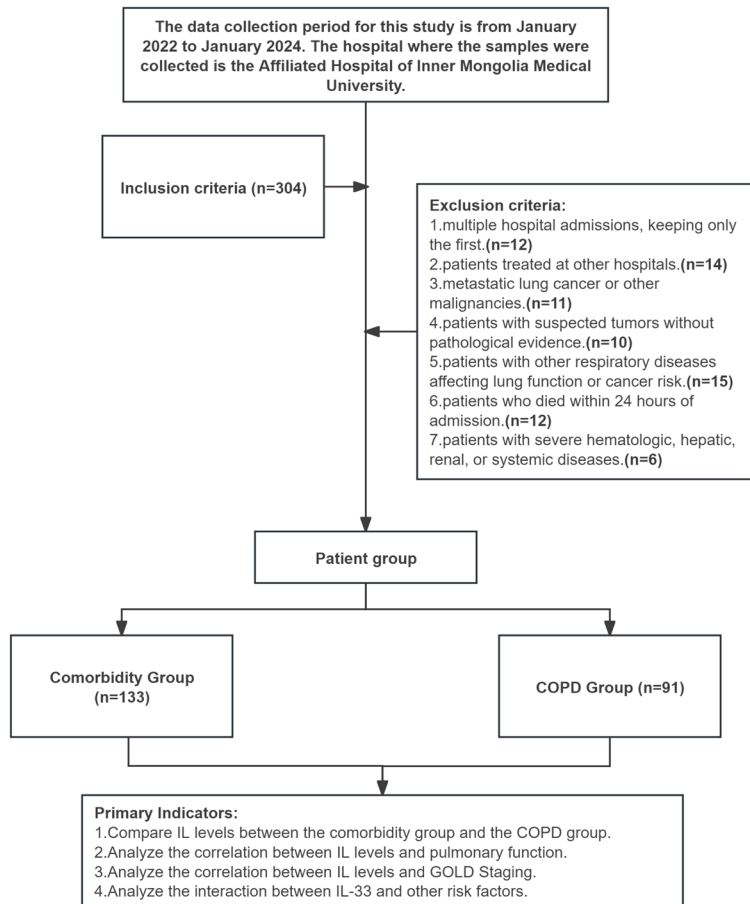 The data collection period for this study is from January
2022 to January 2024. The hospital where the samples were
collected is the Affiliated Hospital of Inner Mongolia Medical
University.
Inclusion criteria (n=304)
Exclusion criteria:
1.multiple hospital admissions, keeping only
the first.(n=12)
2.patients treated at other hospitals.(n=14)
3.metastatic lung cancer or other
malignancies.(n=11)
4.patients with suspected tumors without
pathological evidence.(n=10)
5.patients with other respiratory diseases
affecting lung function or cancer risk.(n=15)
6.patients who died within 24 hours of
admission.(n=12)
7.patients with severe hematologic, hepatic,
renal, or systemic diseases.(n=6)
Patient group
Comorbidity Group
(n=133)
COPD Group (n=91)
Primary Indicators:
1.Compare IL levels between the comorbidity group and the COPD group.
2.Analyze the correlation between IL levels and pulmonary function.
3.Analyze the correlation between IL levels and GOLD Staging.
4.Analyze the interaction between IL-33 and other risk factors.